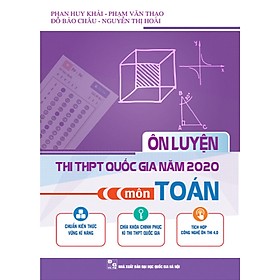 PHAN HUY KHẢI - PHẠM VĂN THẠO
ĐỖ BẢO CHÂU - NGUYỄN THỊ HOÀI
ÔN LUYỆN
THI THPT QUỐC GIA NĂM 2020
môn TOÁN
CHUẨN KIẾN THỨC
VỮNG KĨ NĂNG
CHÌA KHÓA CHINH PHỤC
KÌ THI THPT QUỐC GIA
TÍCH HỢP
CÔNG NGHỆ ÔN THI 4.0
NHÀ XUẤT BẢN ĐẠI HỌC QUỐC GIA HÀ NỘI